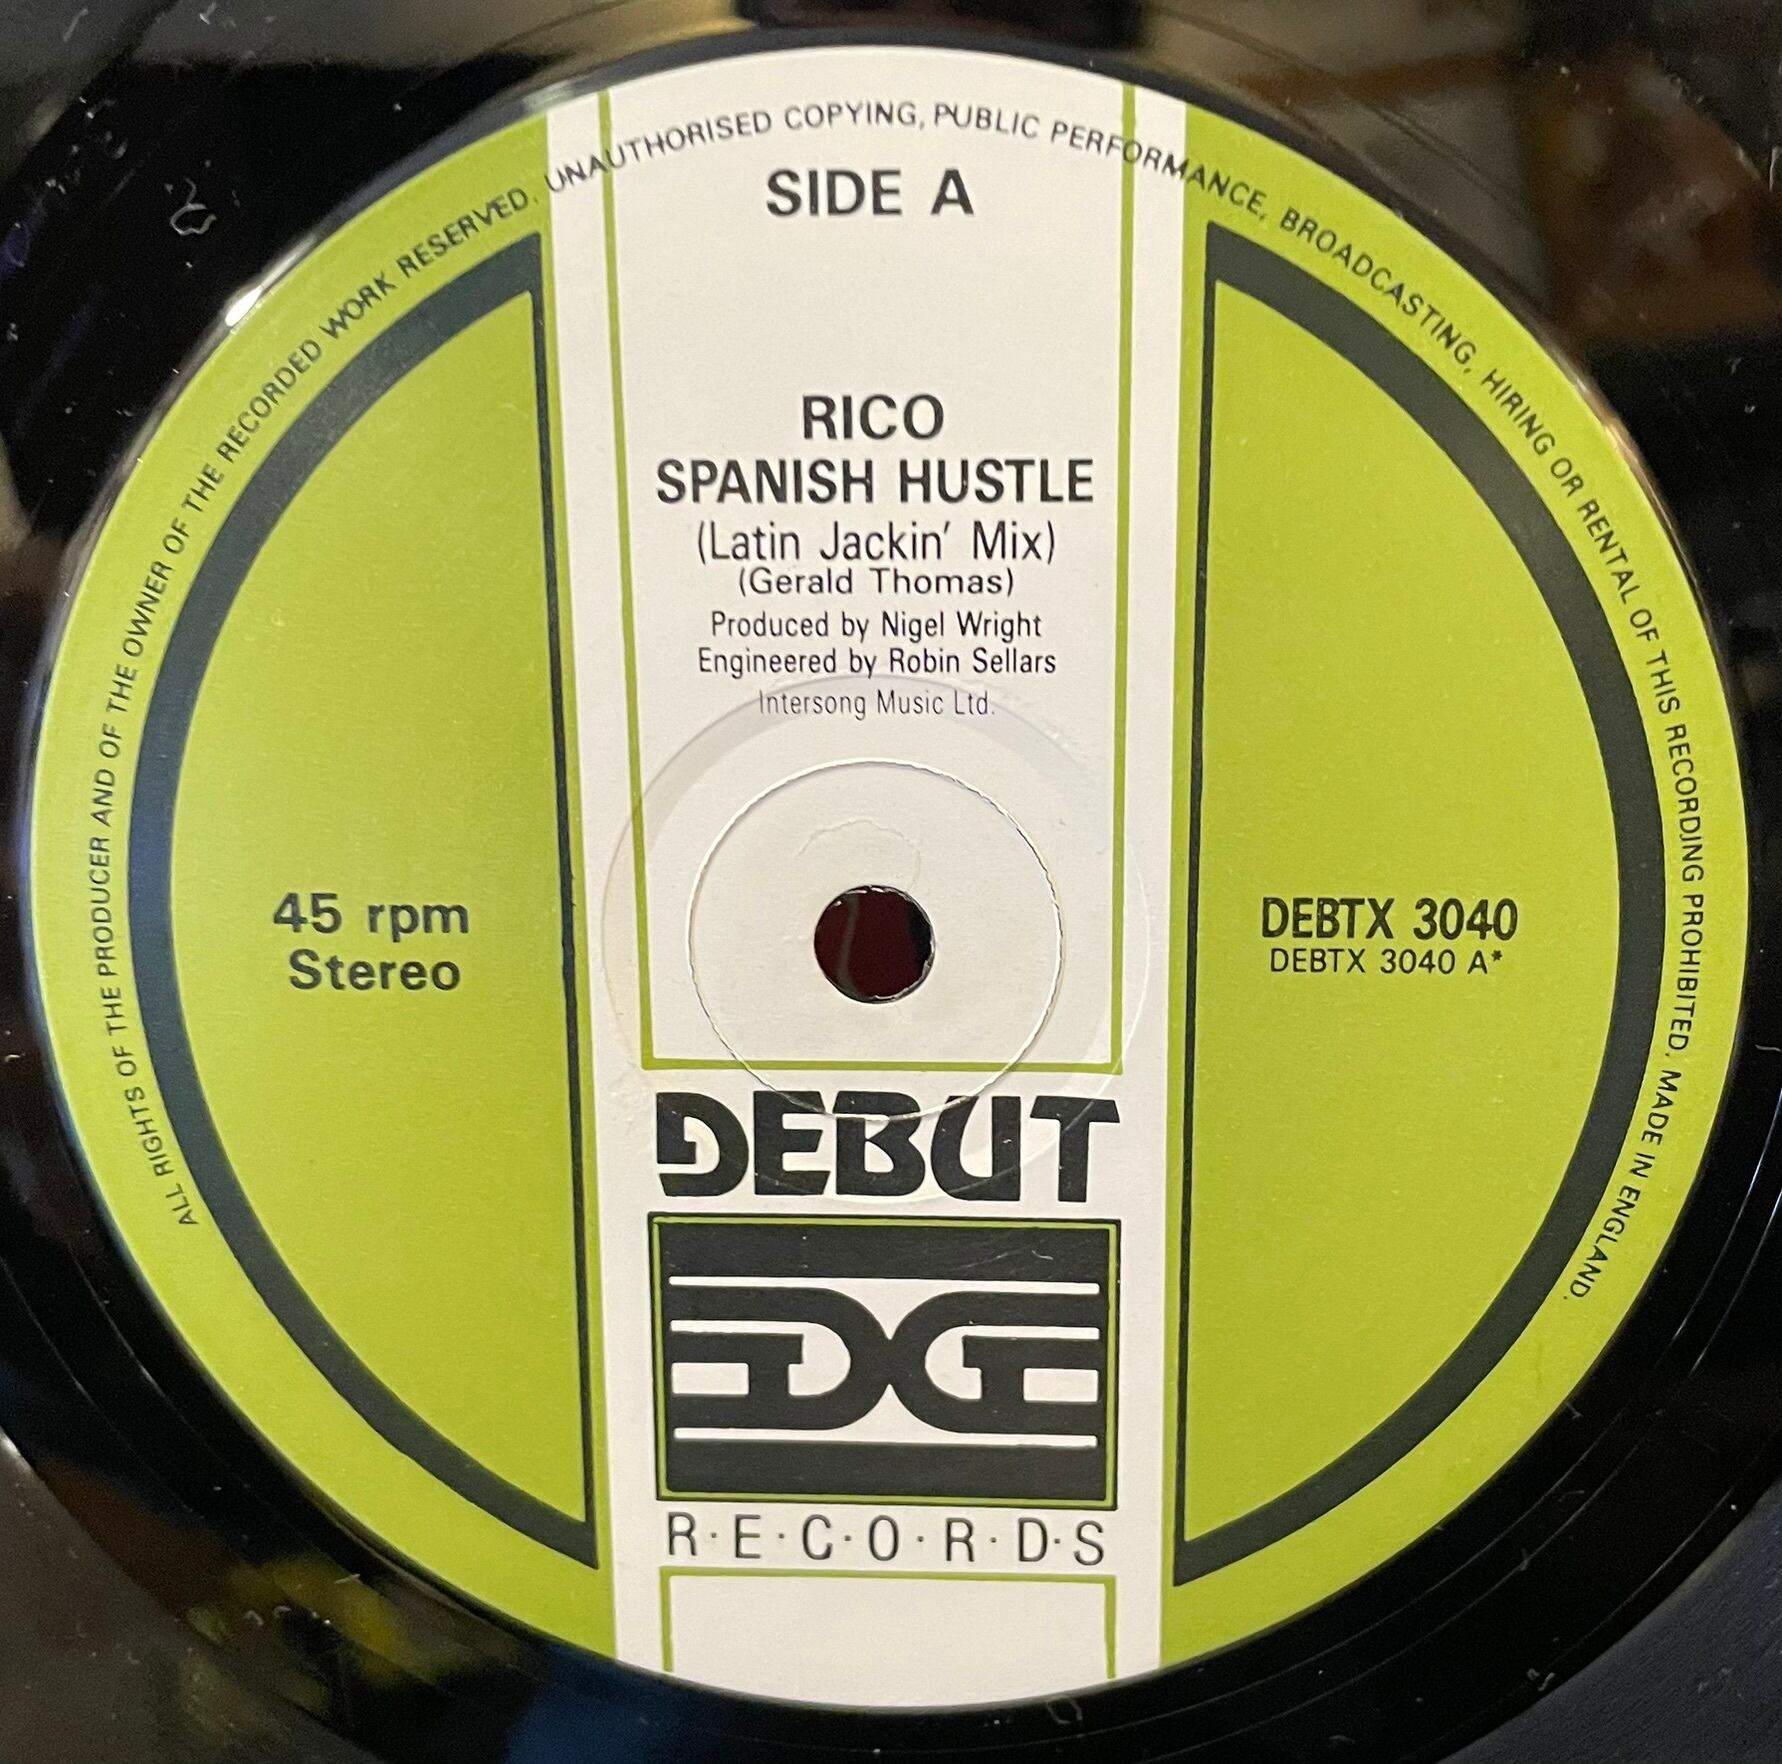 ALL RIGHTS OF THE PRODUCER AND OF THE OWNER OF THE RECORDED WORK RESERVED. UNAUTHORISED COPYING, PUBLIC PERFORMANCE, BROADCASTING, HIRING OR RENTAL OF THIS RECORDING PROHIBITED. MADE IN ENGLAND.
SIDE A
RICO
SPANISH HUSTLE
(Latin Jackin' Mix)
(Gerald Thomas)
Produced by Nigel Wright
Engineered by Robin Sellars
Intersong Music Ltd.
45 rpm
Stereo
DEBTX 3040
DEBTX 3040 A*
DEBUT
R·E·C·O·R·D·S